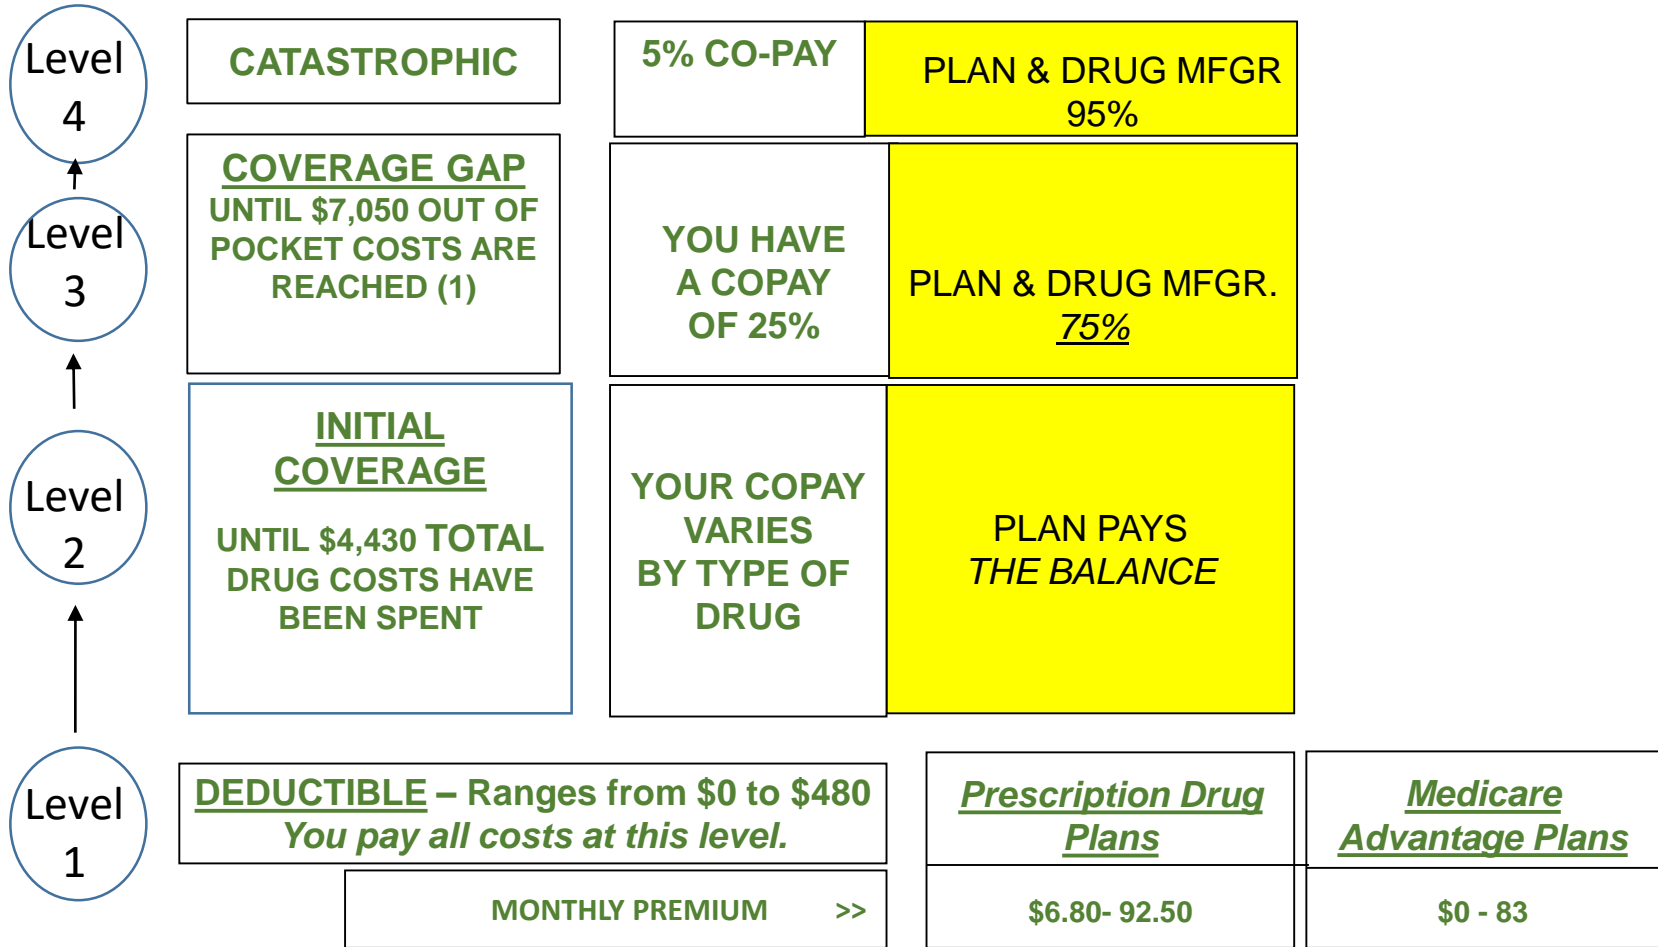 Level
4
CATASTROPHIC
5% CO-PAY
PLAN & DRUG MFGR
95%
Level
3
COVERAGE GAP
UNTIL $7,050 OUT OF
POCKET COSTS ARE
REACHED (1)
YOU HAVE
A COPAY
OF 25%
PLAN & DRUG MFGR.
75%
Level
2
INITIAL
COVERAGE
UNTIL $4,430 TOTAL
DRUG COSTS HAVE
BEEN SPENT
YOUR COPAY
VARIES
BY TYPE OF
DRUG
PLAN PAYS
THE BALANCE
Level
1
DEDUCTIBLE – Ranges from $0 to $480
You pay all costs at this level.
Prescription Drug
Plans
Medicare
Advantage Plans
MONTHLY PREMIUM >>
$6.80- 92.50
$0 - 83